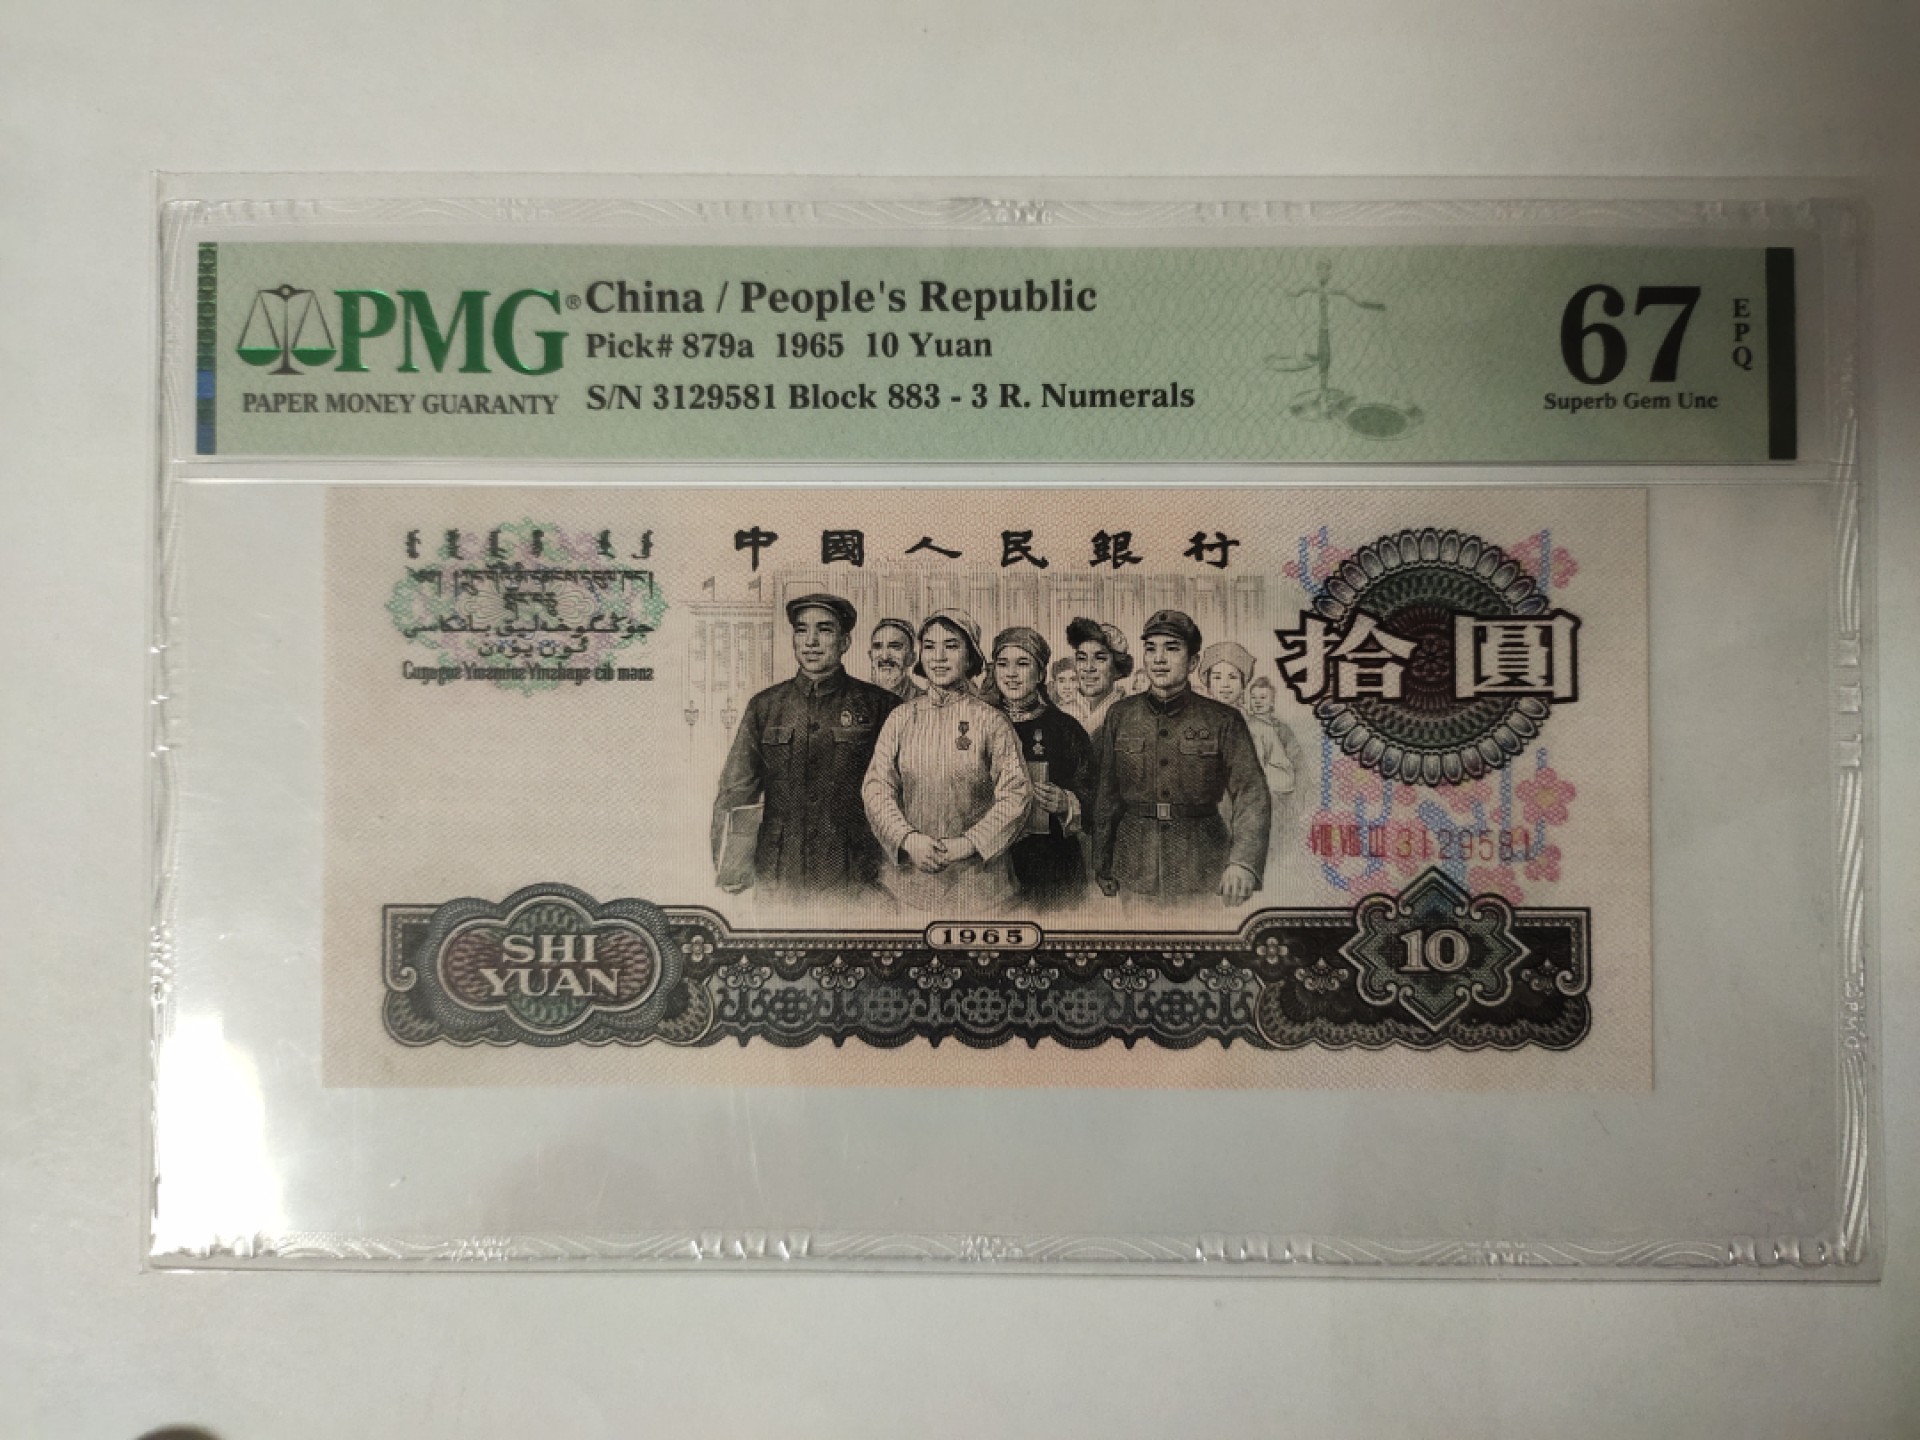 PMG®
PAPER MONEY GUARANTY
China / People's Republic
Pick# 879a 1965 10 Yuan
S/N 3129581 Block 883 - 3 R. Numerals
67
EPQ
Superb Gem Unc
中國人民銀行
拾圓
ⅧⅧⅢ 3129581
1965
SHI
YUAN
10